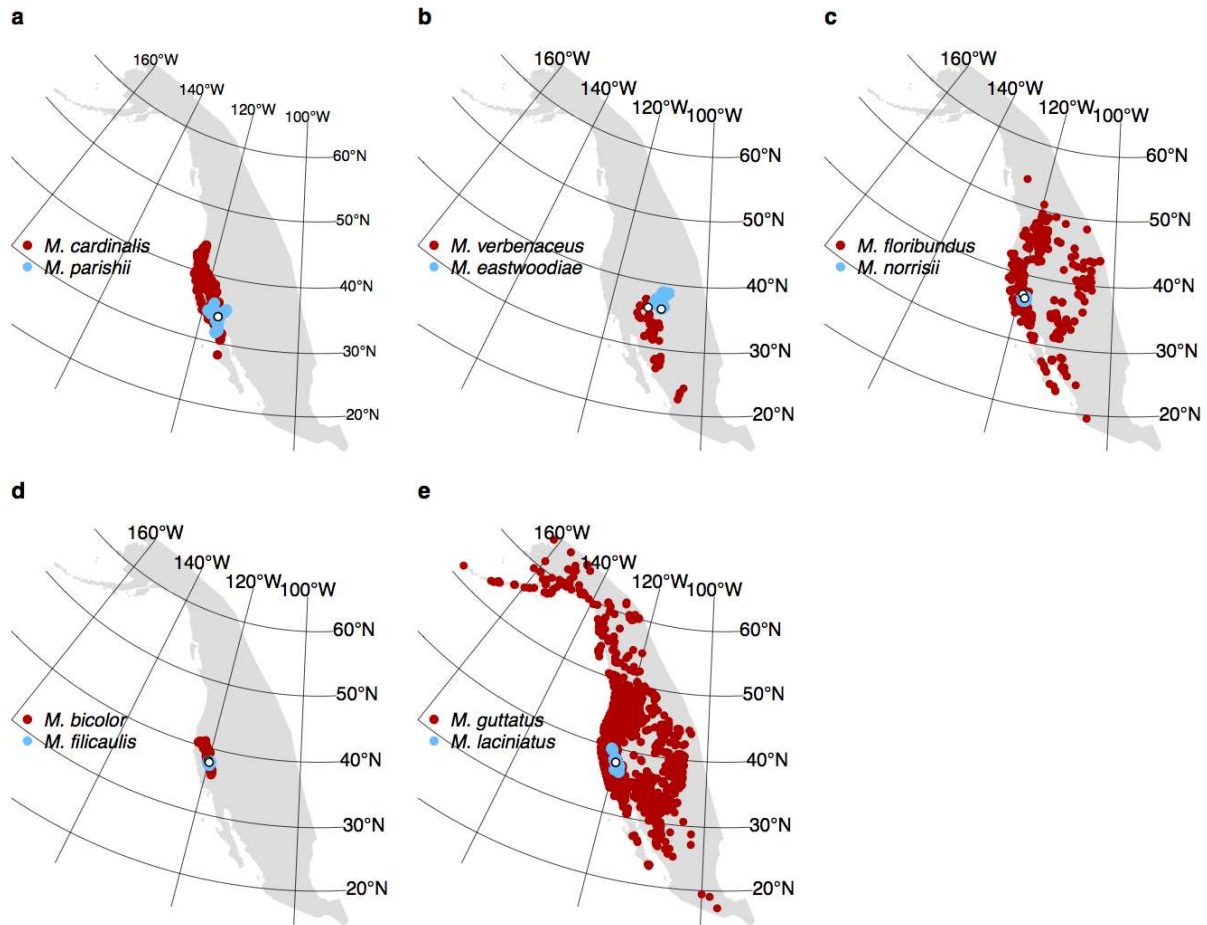 a
160°W
140°W
120°W
100°W
60°N
50°N
40°N
30°N
20°N
M. cardinalis
M. parishii
b
160°W
140°W
120°W
100°W
60°N
50°N
40°N
30°N
20°N
M. verbenaceus
M. eastwoodiae
c
160°W
140°W
120°W
100°W
60°N
50°N
40°N
30°N
20°N
M. floribundus
M. norrisii
d
160°W
140°W
120°W
100°W
60°N
50°N
40°N
30°N
20°N
M. bicolor
M. filicaulis
e
160°W
140°W
120°W
100°W
60°N
50°N
40°N
30°N
20°N
M. guttatus
M. laciniatus